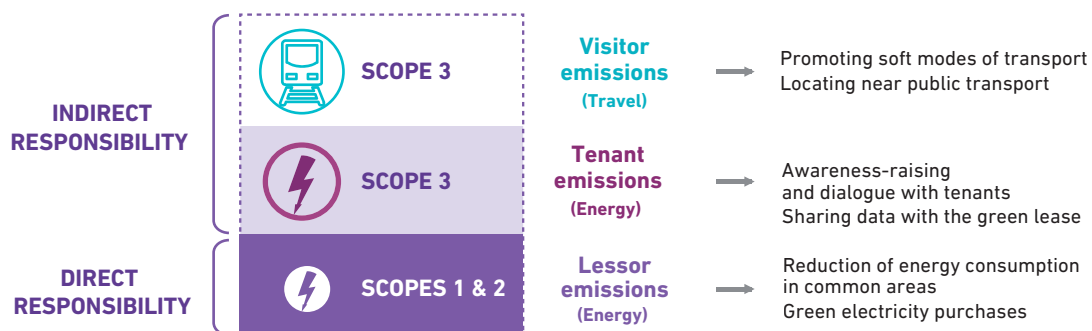 INDIRECT
RESPONSIBILITY
SCOPE 3
Visitor
emissions
(Travel)
Promoting soft modes of transport
Locating near public transport
SCOPE 3
Tenant
emissions
(Energy)
Awareness-raising
and dialogue with tenants
Sharing data with the green lease
DIRECT
RESPONSIBILITY
SCOPES 1 & 2
Lessor
emissions
(Energy)
Reduction of energy consumption
in common areas
Green electricity purchases